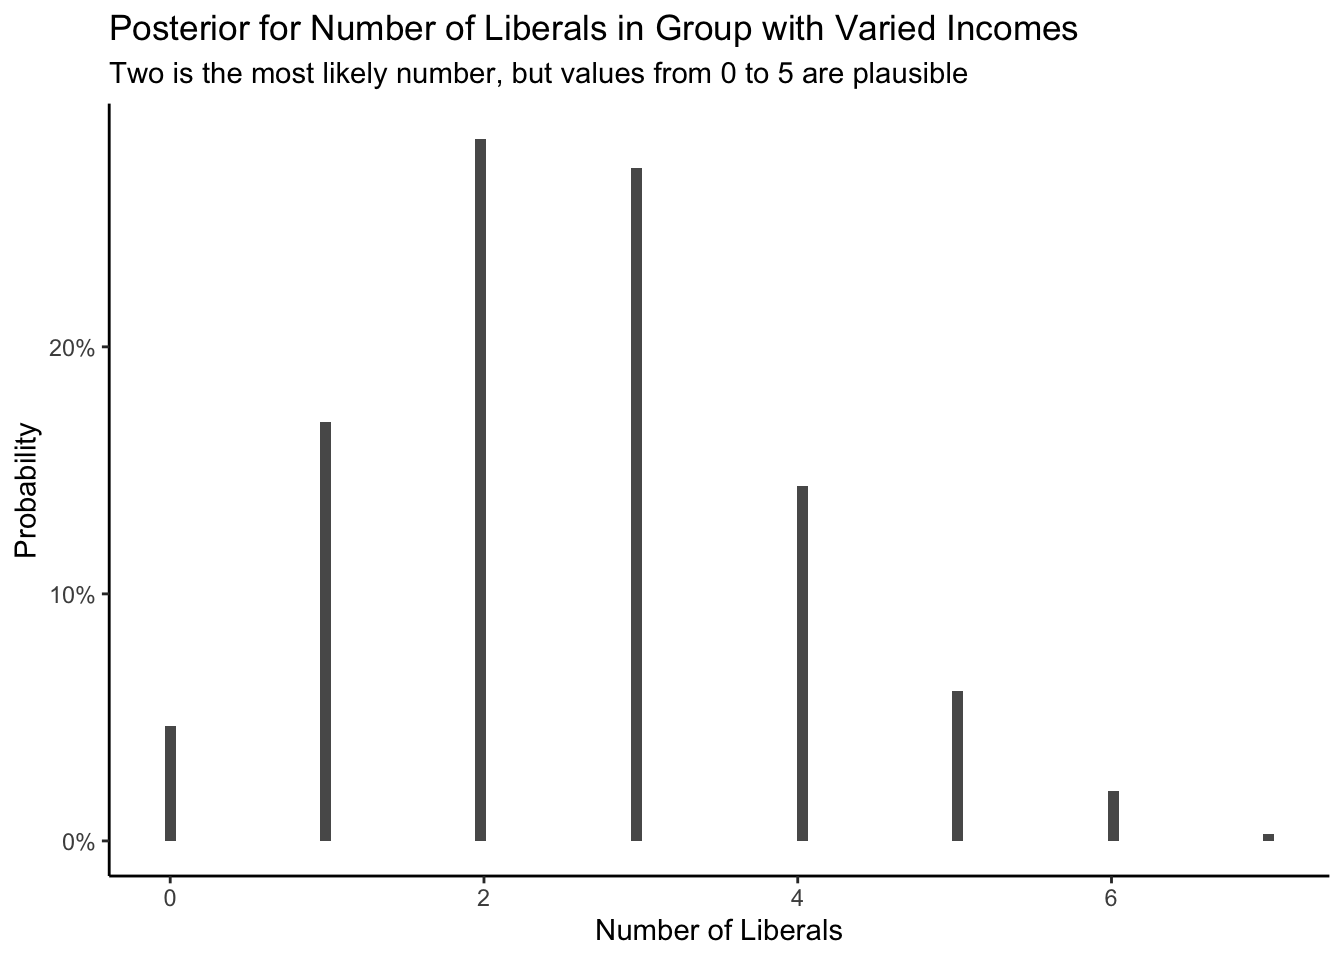 Posterior for Number of Liberals in Group with Varied Incomes
Two is the most likely number, but values from 0 to 5 are plausible
Probability
20%
10%
0%
0 2 4 6
Number of Liberals